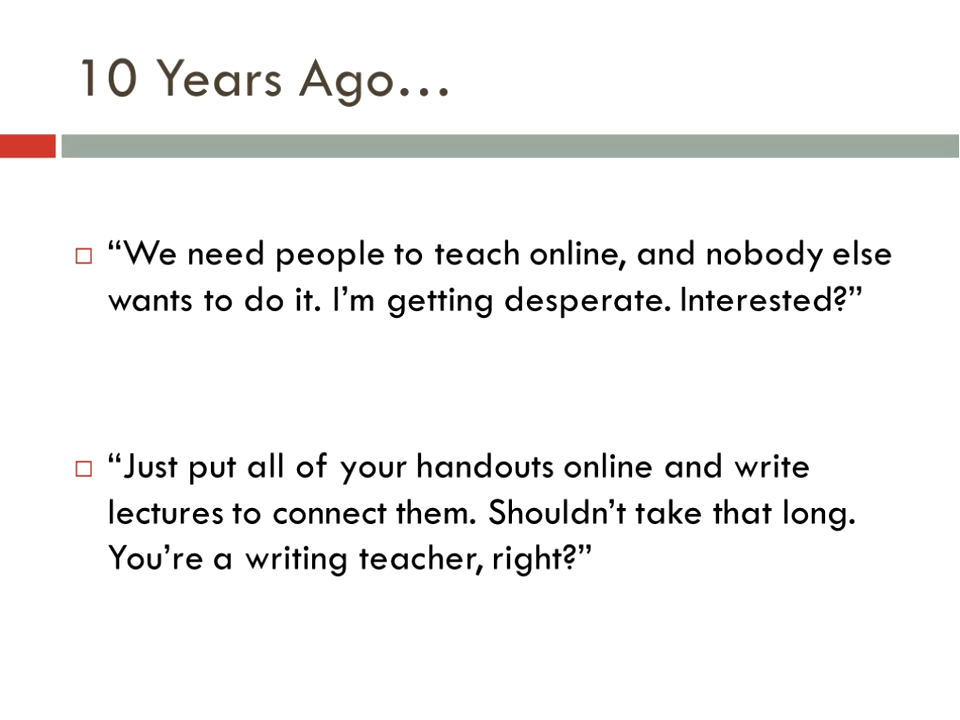 10 Years Ago…
“We need people to teach online, and nobody else
wants to do it. I’m getting desperate. Interested?”
“Just put all of your handouts online and write
lectures to connect them. Shouldn’t take that long.
You’re a writing teacher, right?”